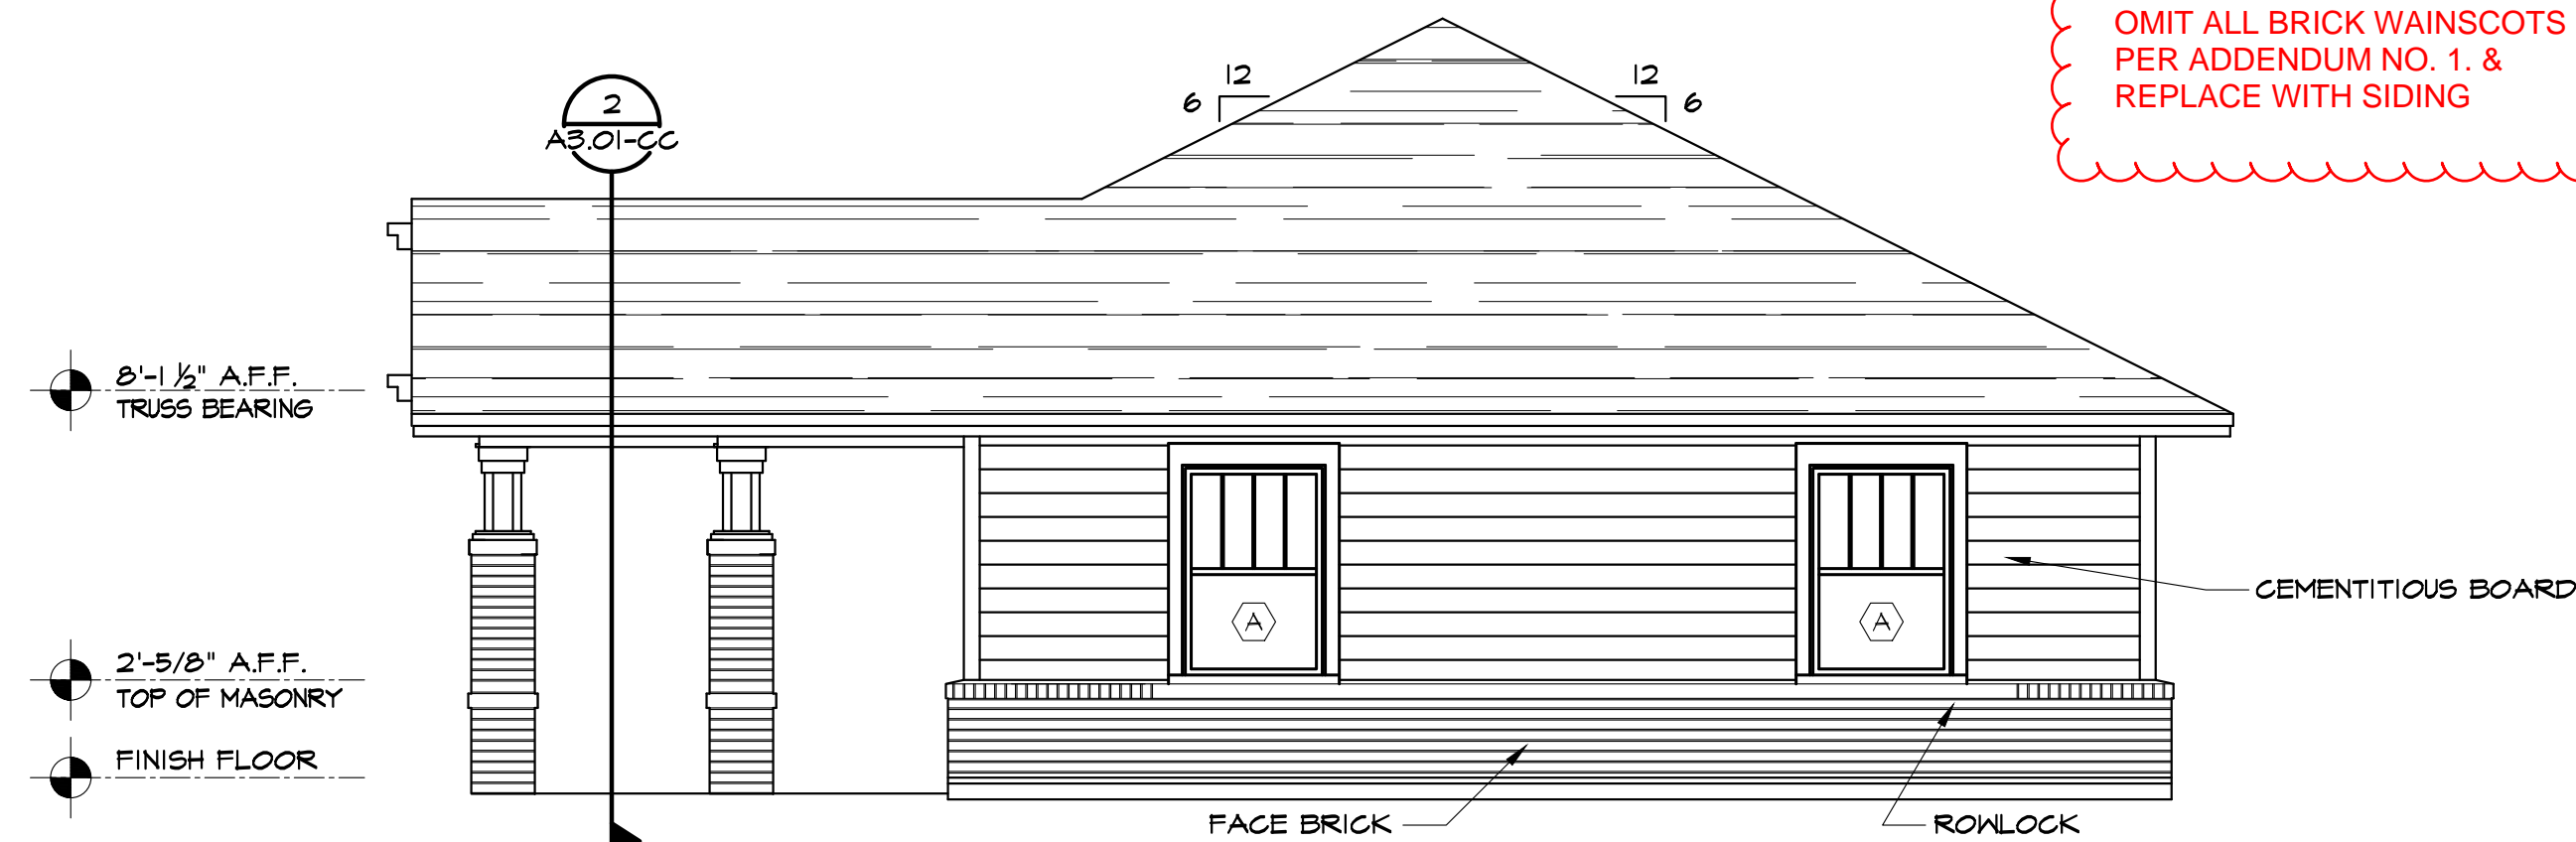 OMIT ALL BRICK WAINSCOTS
PER ADDENDUM NO. 1. &
REPLACE WITH SIDING
12
6
12
6
2
A3.01-CC
8'-1 1/2" A.F.F.
TRUSS BEARING
2'-5/8" A.F.F.
TOP OF MASONRY
FINISH FLOOR
A
A
CEMENTITIOUS BOARD
FACE BRICK
ROWLOCK